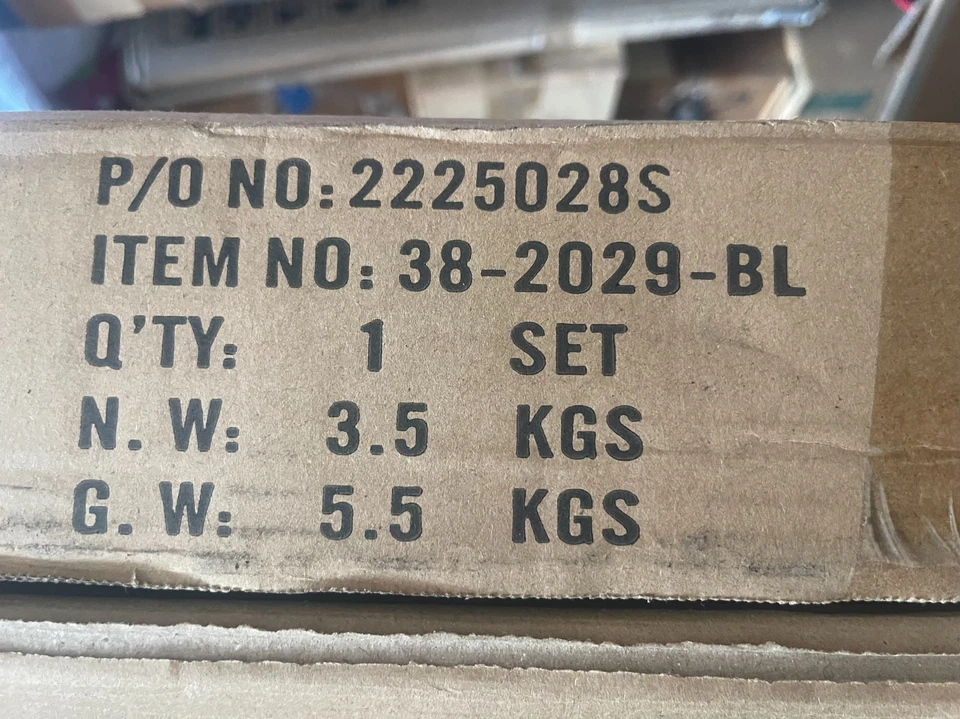 P/O NO: 2225028S
ITEM NO: 38-2029-BL
Q'TY: 1 SET
N. W: 3.5 KGS
G. W: 5.5 KGS